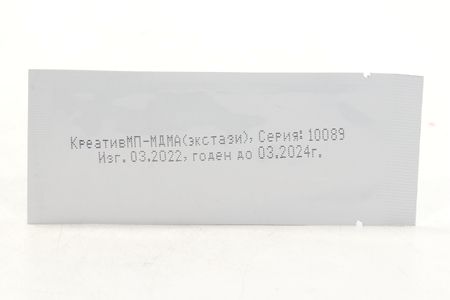 КреативМП-МДМА(экстази), Серия: 10089
Изг. 03.2022, годен до 03.2024г.